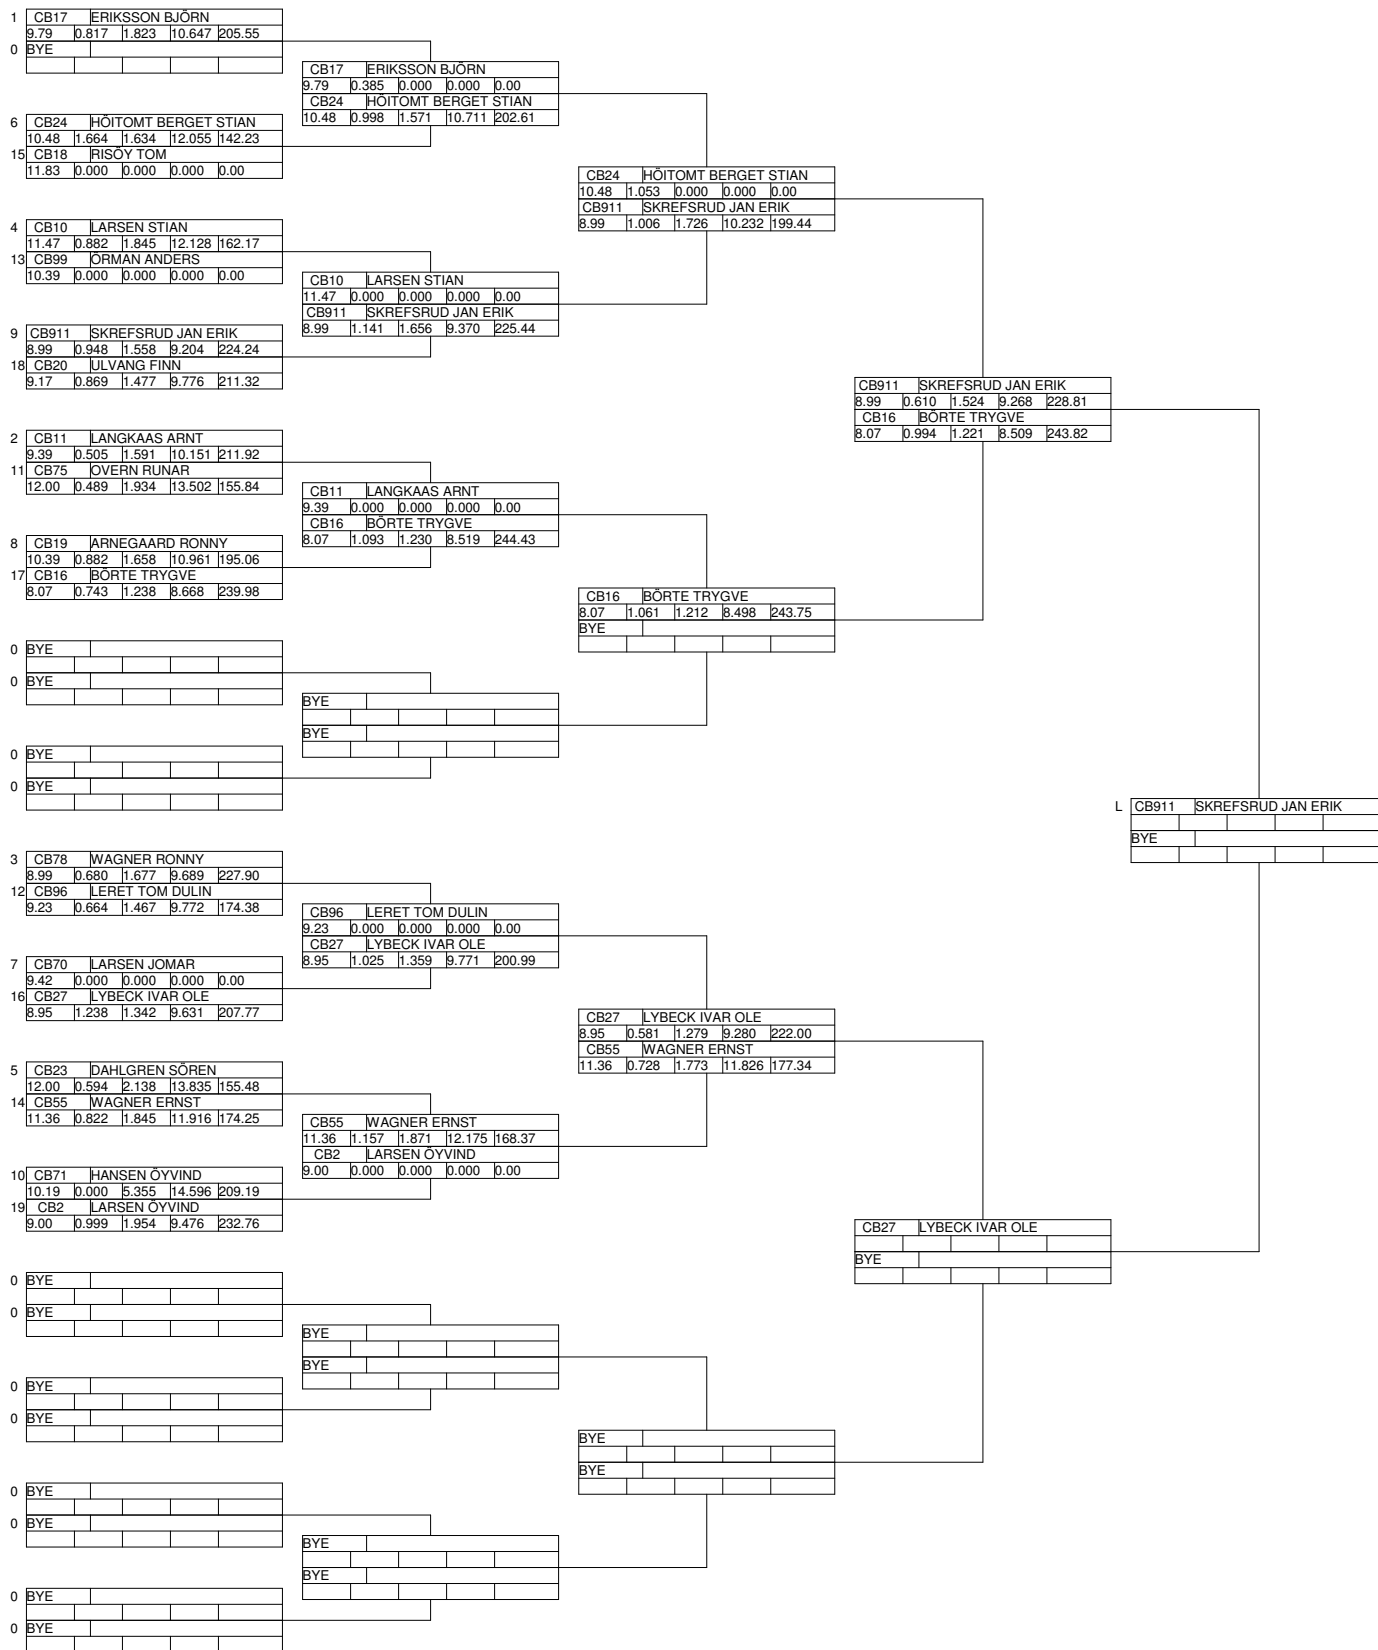 1 CB17 ERIKSSON BJÖRN
9.79 0.817 1.823 10.647 205.55
0 BYE
6 CB24 HÖITOMT BERGET STIAN
10.48 1.664 1.634 12.055 142.23
15 CB18 RISÖY TOM
11.83 0.000 0.000 0.000 0.00
4 CB10 LARSEN STIAN
11.47 0.882 1.845 12.128 162.17
13 CB99 ÖRMAN ANDERS
10.39 0.000 0.000 0.000 0.00
9 CB911 SKREFSRUD JAN ERIK
8.99 0.948 1.558 9.204 224.24
18 CB20 ULVANG FINN
9.17 0.869 1.477 9.776 211.32
2 CB11 LANGKAAS ARNT
9.39 0.505 1.591 10.151 211.92
11 CB75 OVERN RUNAR
12.00 0.489 1.934 13.502 155.84
8 CB19 ARNEGAARD RONNY
10.39 0.882 1.658 10.961 195.06
17 CB16 BÖRTE TRYGVE
8.07 0.743 1.238 8.668 239.98
0 BYE
0 BYE
0 BYE
0 BYE
3 CB78 WAGNER RONNY
8.99 0.680 1.677 9.689 227.90
12 CB96 LERET TOM DULIN
9.23 0.664 1.467 9.772 174.38
7 CB70 LARSEN JOMAR
9.42 0.000 0.000 0.000 0.00
16 CB27 LYBECK IVAR OLE
8.95 1.238 1.342 9.631 207.77
5 CB23 DAHLGREN SÖREN
12.00 0.594 2.138 13.835 155.48
14 CB55 WAGNER ERNST
11.36 0.822 1.845 11.916 174.25
10 CB71 HANSEN ÖYVIND
10.19 0.000 5.355 14.596 209.19
19 CB2 LARSEN ÖYVIND
9.00 0.999 1.954 9.476 232.76
0 BYE
0 BYE
0 BYE
0 BYE
0 BYE
0 BYE
0 BYE
0 BYE
CB17 ERIKSSON BJÖRN
9.79 0.385 0.000 0.000 0.00
CB24 HÖITOMT BERGET STIAN
10.48 0.998 1.571 10.711 202.61
CB10 LARSEN STIAN
11.47 0.000 0.000 0.000 0.00
CB911 SKREFSRUD JAN ERIK
8.99 1.141 1.656 9.370 225.44
CB11 LANGKAAS ARNT
9.39 0.000 0.000 0.000 0.00
CB16 BÖRTE TRYGVE
8.07 1.093 1.230 8.519 244.43
BYE
BYE
CB96 LERET TOM DULIN
9.23 0.000 0.000 0.000 0.00
CB27 LYBECK IVAR OLE
8.95 1.025 1.359 9.771 200.99
CB55 WAGNER ERNST
11.36 1.157 1.871 12.175 168.37
CB2 LARSEN ÖYVIND
9.00 0.000 0.000 0.000 0.00
BYE
BYE
BYE
BYE
CB24 HÖITOMT BERGET STIAN
10.48 1.053 0.000 0.000 0.00
CB911 SKREFSRUD JAN ERIK
8.99 1.006 1.726 10.232 199.44
CB16 BÖRTE TRYGVE
8.07 1.061 1.212 8.498 243.75
BYE
CB27 LYBECK IVAR OLE
8.95 0.581 1.279 9.280 222.00
CB55 WAGNER ERNST
11.36 0.728 1.773 11.826 177.34
BYE
BYE
CB911 SKREFSRUD JAN ERIK
8.99 0.610 1.524 9.268 228.81
CB16 BÖRTE TRYGVE
8.07 0.994 1.221 8.509 243.82
CB27 LYBECK IVAR OLE
BYE
L CB911 SKREFSRUD JAN ERIK
BYE